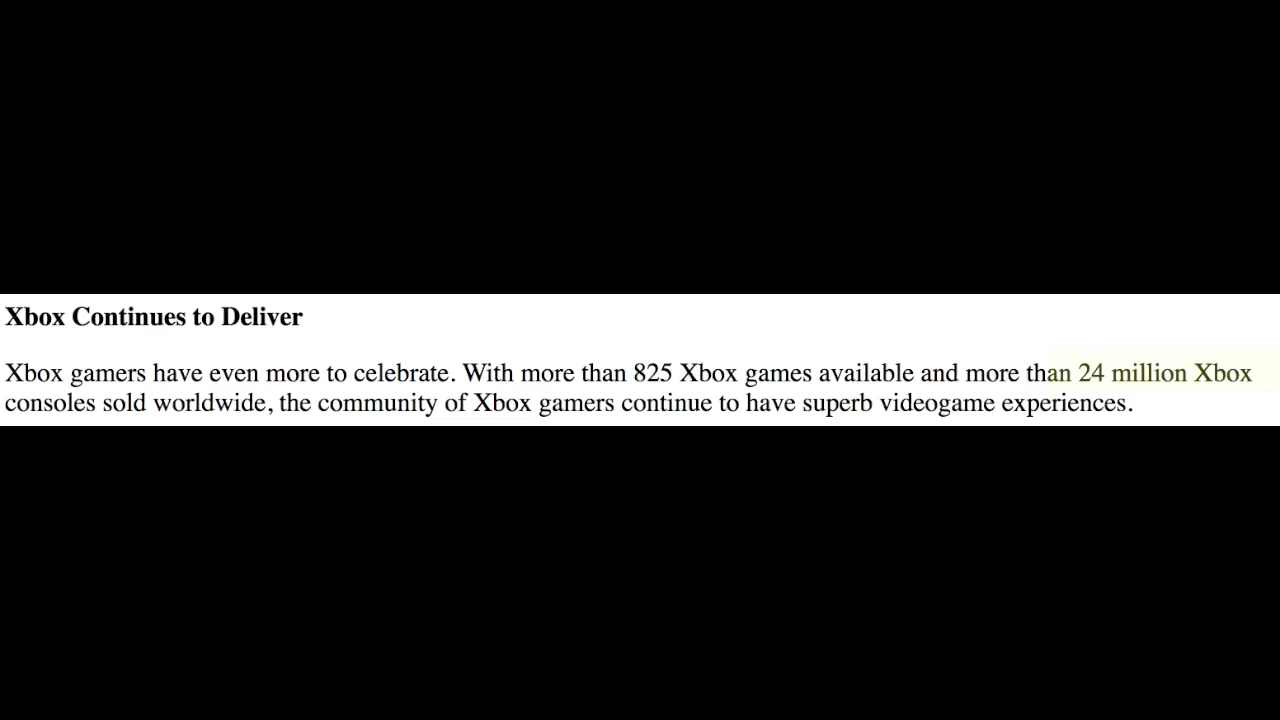 Xbox Continues to Deliver
Xbox gamers have even more to celebrate. With more than 825 Xbox games available and more than 24 million Xbox
consoles sold worldwide, the community of Xbox gamers continue to have superb videogame experiences.